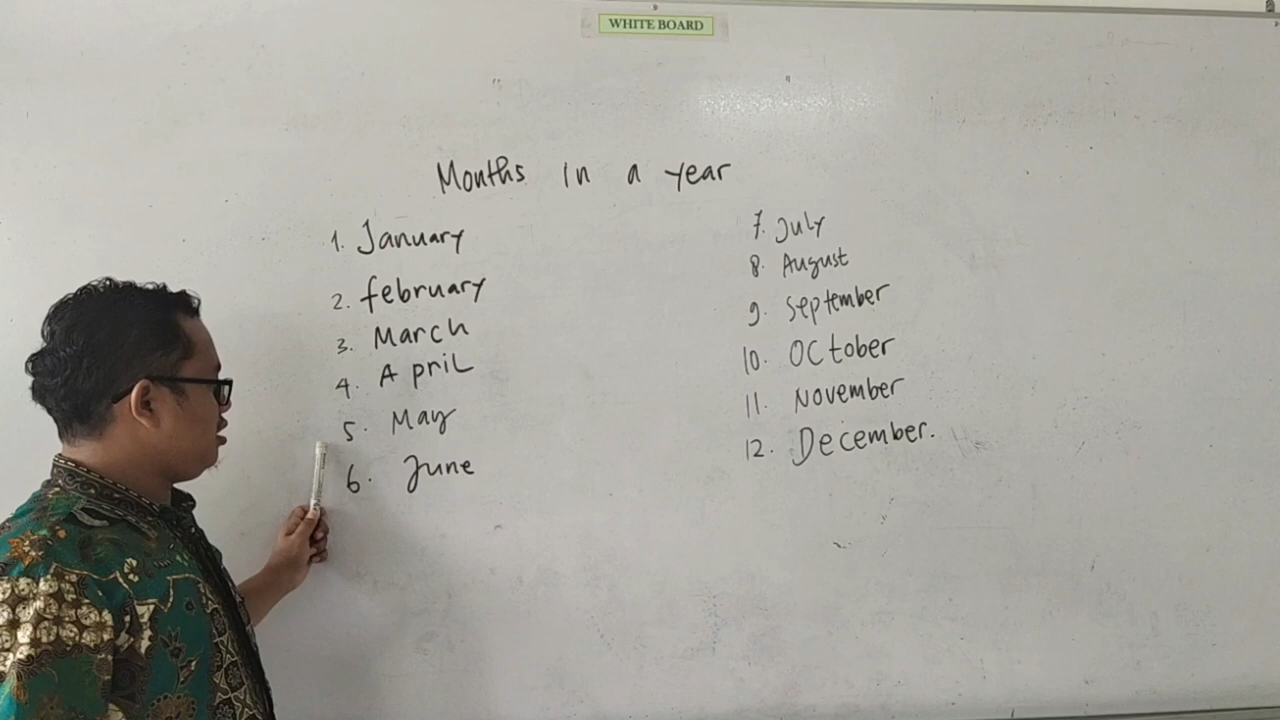 WHITE BOARD
Months in a year
1. January
2. february
3. March
4. April
5. May
6. June
7. July
8. August
9. September
10. October
11. November
12. December.